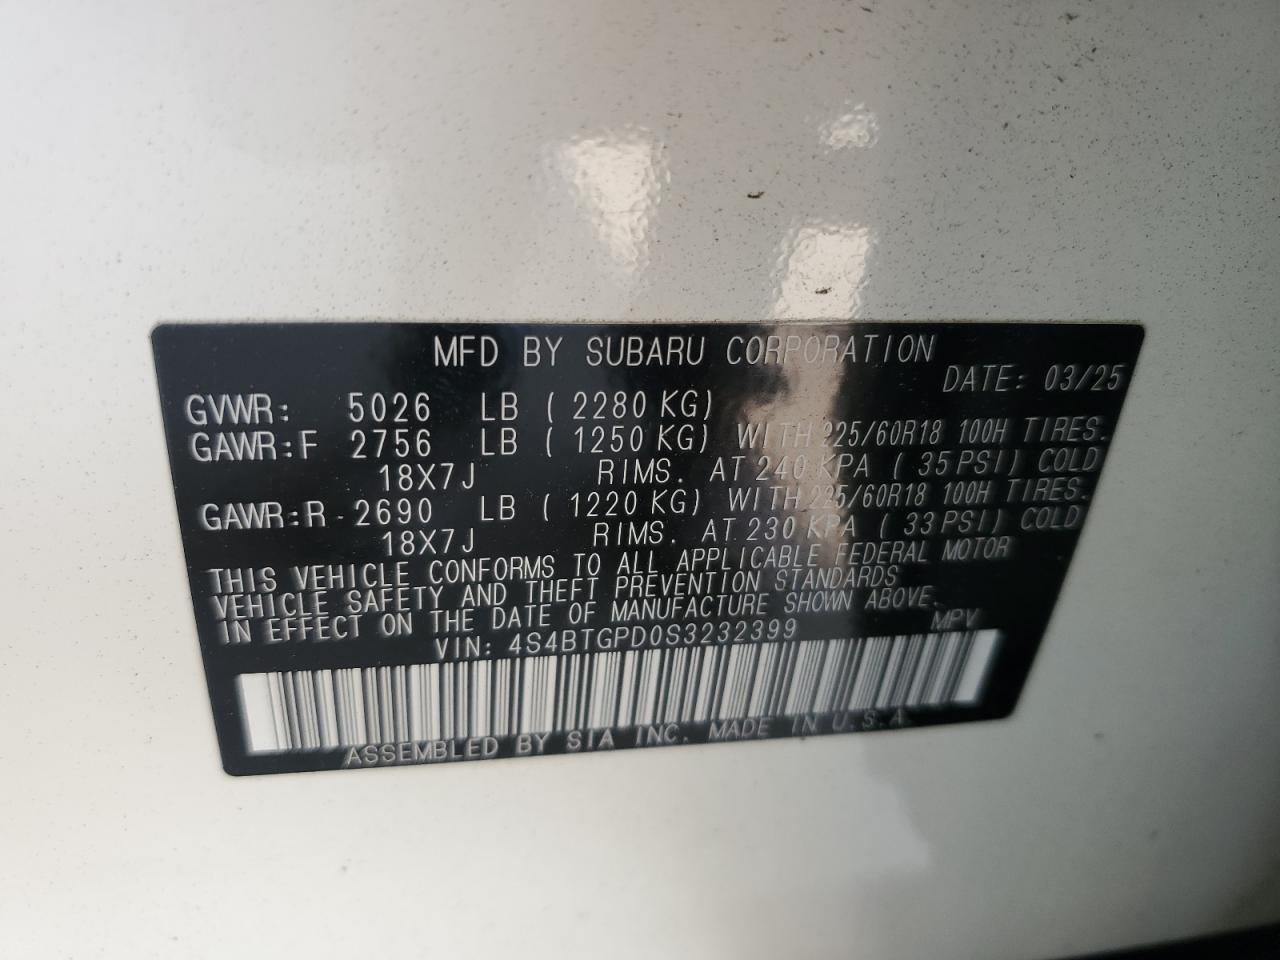 MFD BY SUBARU CORPORATION
DATE: 03/25
GVWR: 5026 LB ( 2280 KG)
GAWR:F 2756 LB ( 1250 KG) WITH 225/60R18 100H TIRES.
18X7J RIMS. AT 240 KPA ( 35 PSI) COLD
GAWR:R 2690 LB ( 1220 KG) WITH 225/60R18 100H TIRES.
18X7J RIMS. AT 230 KPA ( 33 PSI) COLD
THIS VEHICLE CONFORMS TO ALL APPLICABLE FEDERAL MOTOR
VEHICLE SAFETY AND THEFT PREVENTION STANDARDS
IN EFFECT ON THE DATE OF MANUFACTURE SHOWN ABOVE.
VIN: 4S4BTGPD0S3232399 MPV
ASSEMBLED BY SIA INC. MADE IN U.S.A.